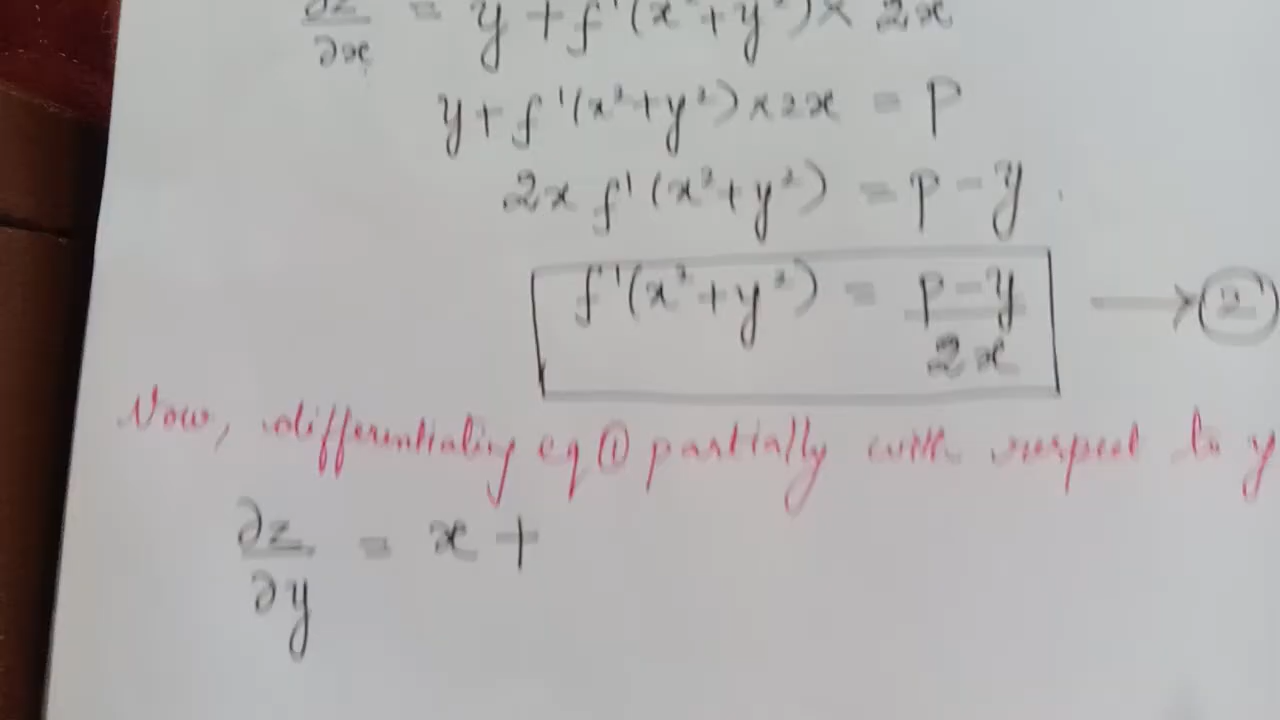 ∂z/∂x = y + f'(x²+y²) × 2x
y + f'(x²+y²) × 2x = p
2x f'(x²+y²) = p - y
f'(x²+y²) = (p - y)/2x → (2)
Now, differentialing eq ① partially with respect to y
∂z/∂y = x +